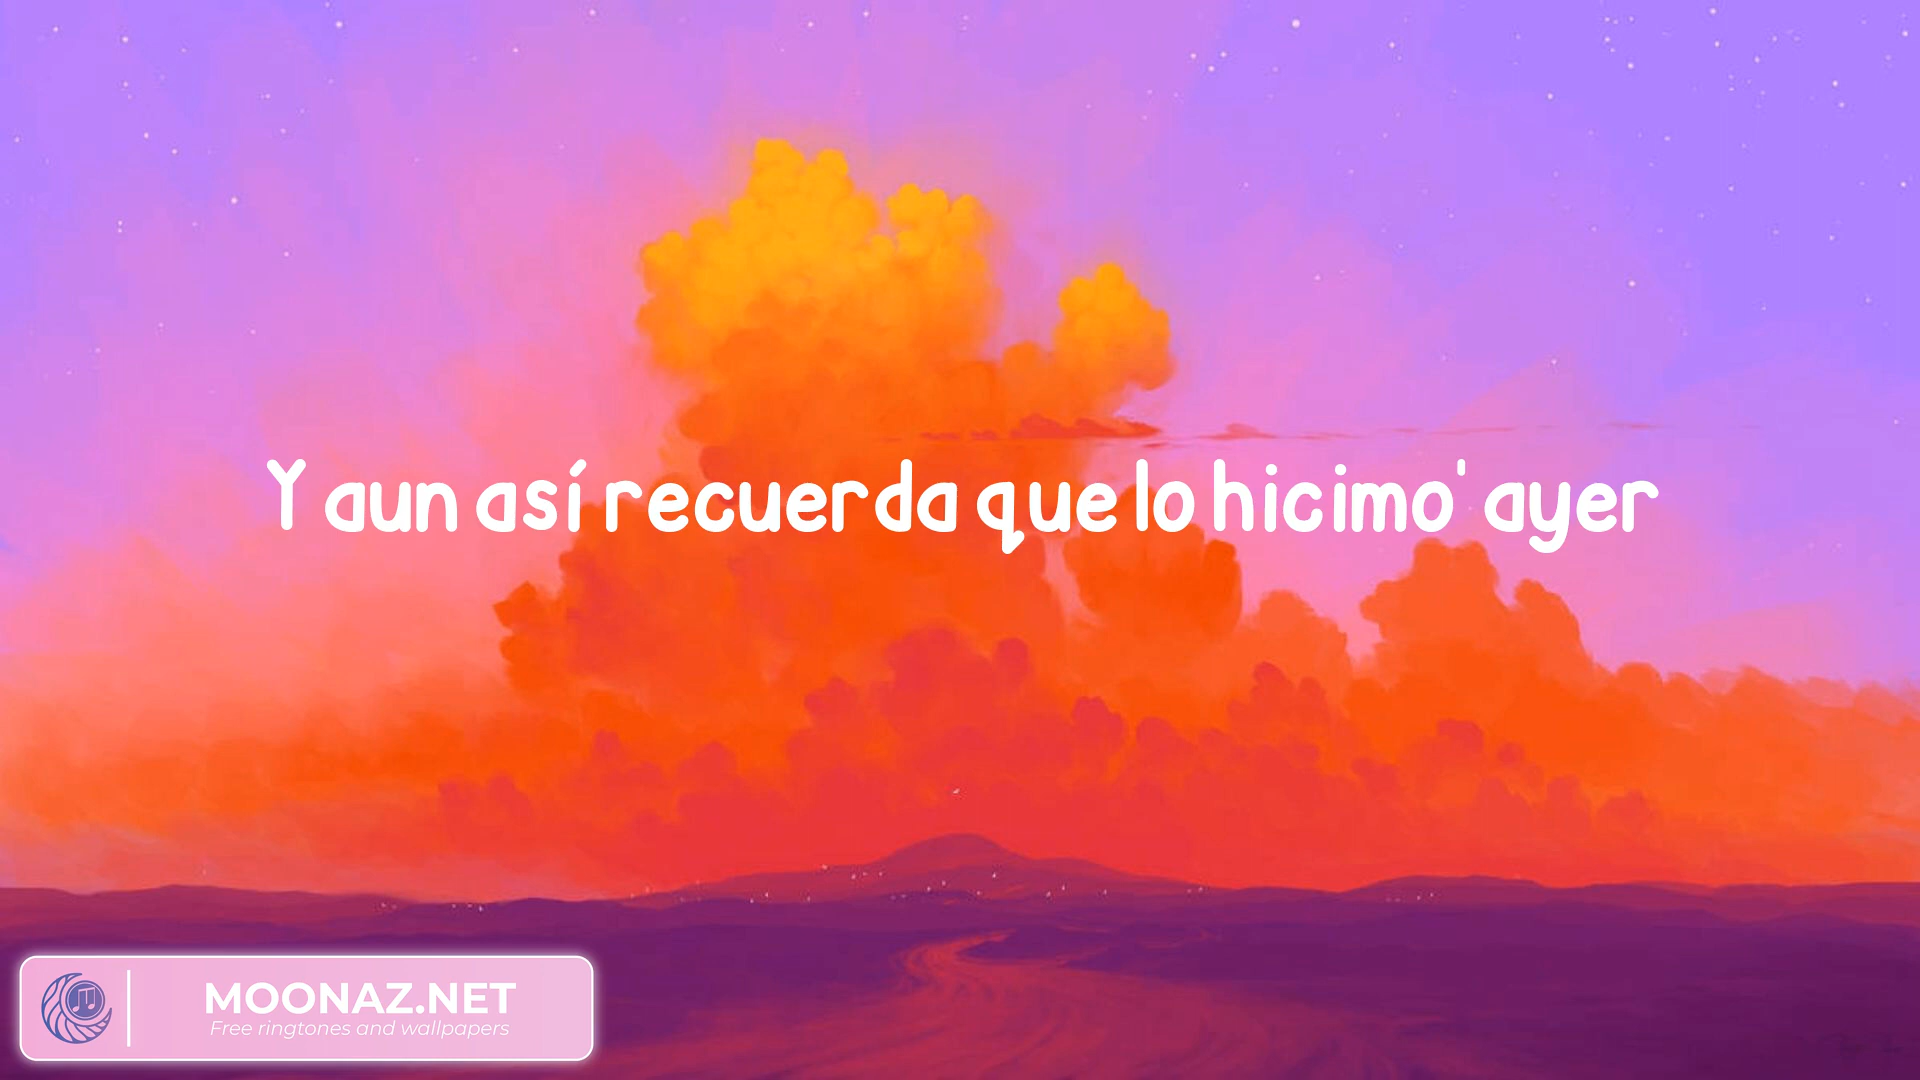 Y aun así recuerda que lo hicimo' ayer
MOONAZ.NET
Free ringtones and wallpapers